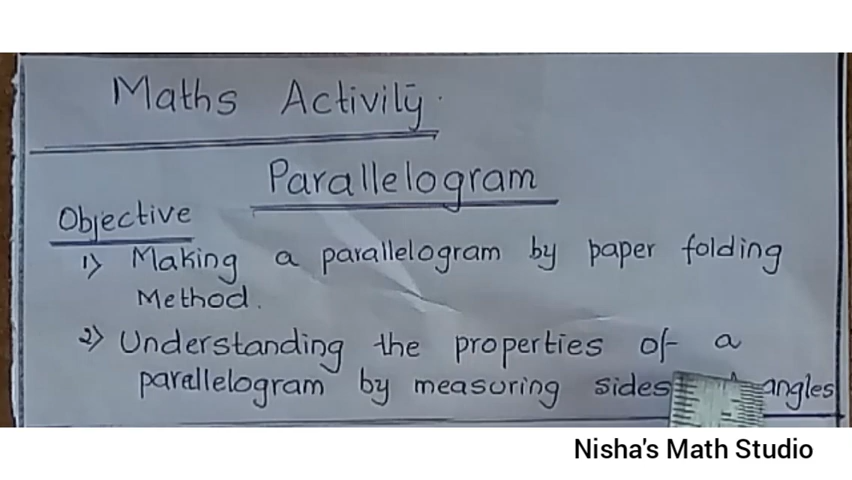 Maths Activity.
Parallelogram
Objective
1) Making a parallelogram by paper folding
Method.
2) Understanding the properties of a
parallelogram by measuring sides angles
Nisha's Math Studio